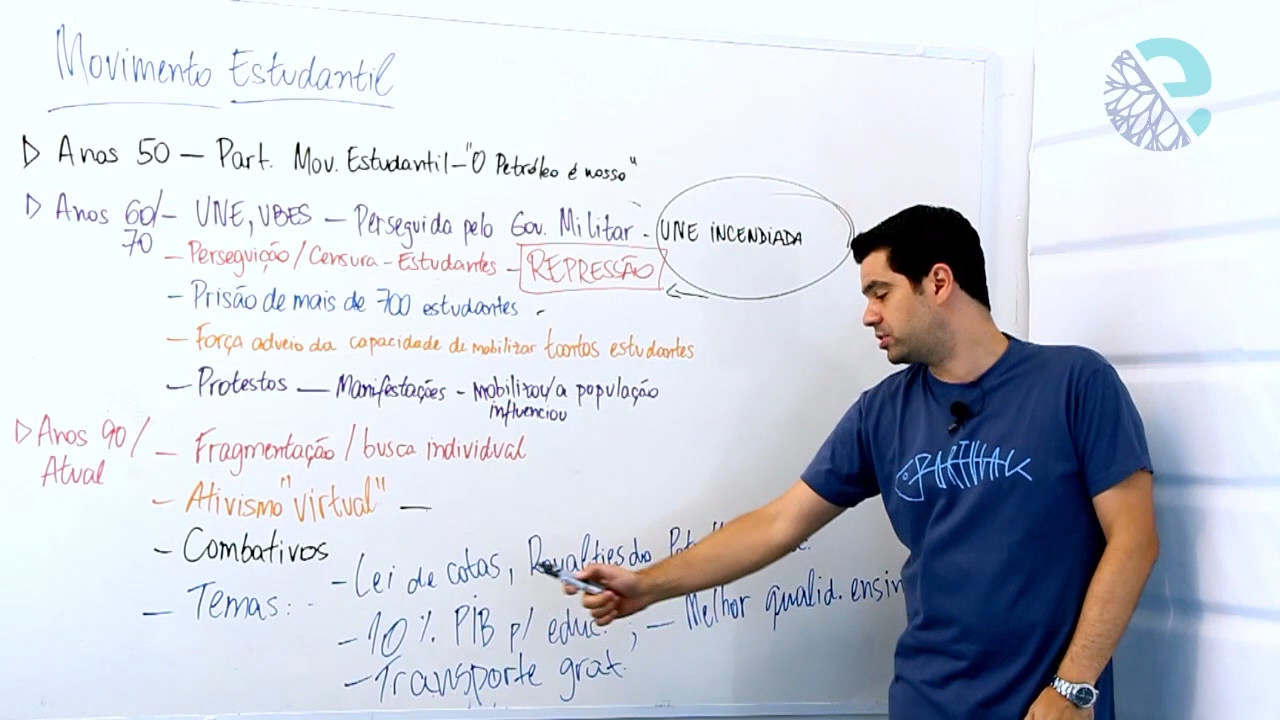 Movimento Estudantil
Anos 50 — Part. Mov. Estudantil - "O Petróleo é nosso"
Anos 60/70 — UNE, UBES — Perseguida pelo Gov. Militar - UNE INCENDIADA
- Perseguição / Censura - Estudantes - REPRESSÃO
- Prisão de mais de 700 estudantes -
- Força adveio da capacidade de mobilizar tantos estudantes
- Protestos — Manifestações - Mobilizou/a população
influenciou
Anos 90/ - Fragmentação / busca individual
Atual
- Ativismo "virtual" —
- Combativos
- Temas: - Lei de cotas, Royalties do
- 10% PIB p/ educ. ; — Melhor qualid. ensin
- Transporte grat.